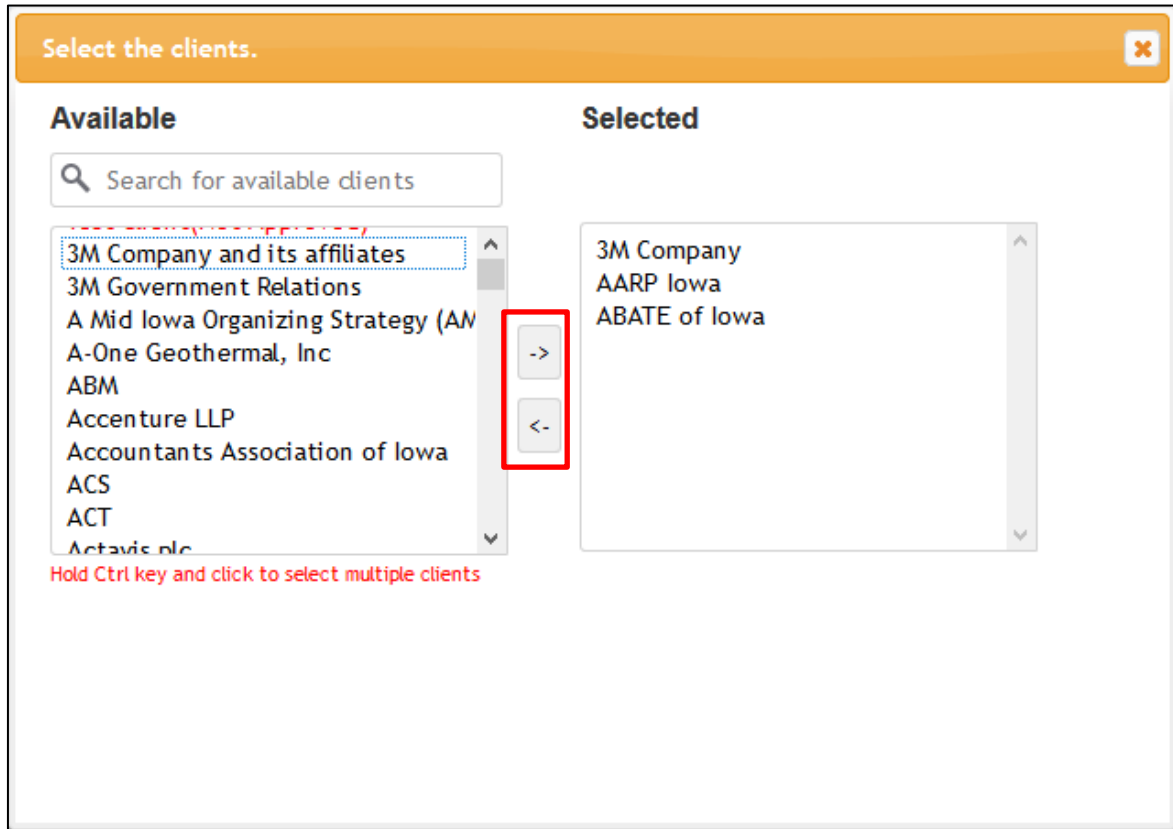 Select the clients.
Available
Selected
Search for available clients
3M Company and its affiliates
3M Government Relations
A Mid Iowa Organizing Strategy (AM
A-One Geothermal, Inc
ABM
Accenture LLP
Accountants Association of Iowa
ACS
ACT
Actavis plc
->
<-
3M Company
AARP Iowa
ABATE of Iowa
Hold Ctrl key and click to select multiple clients